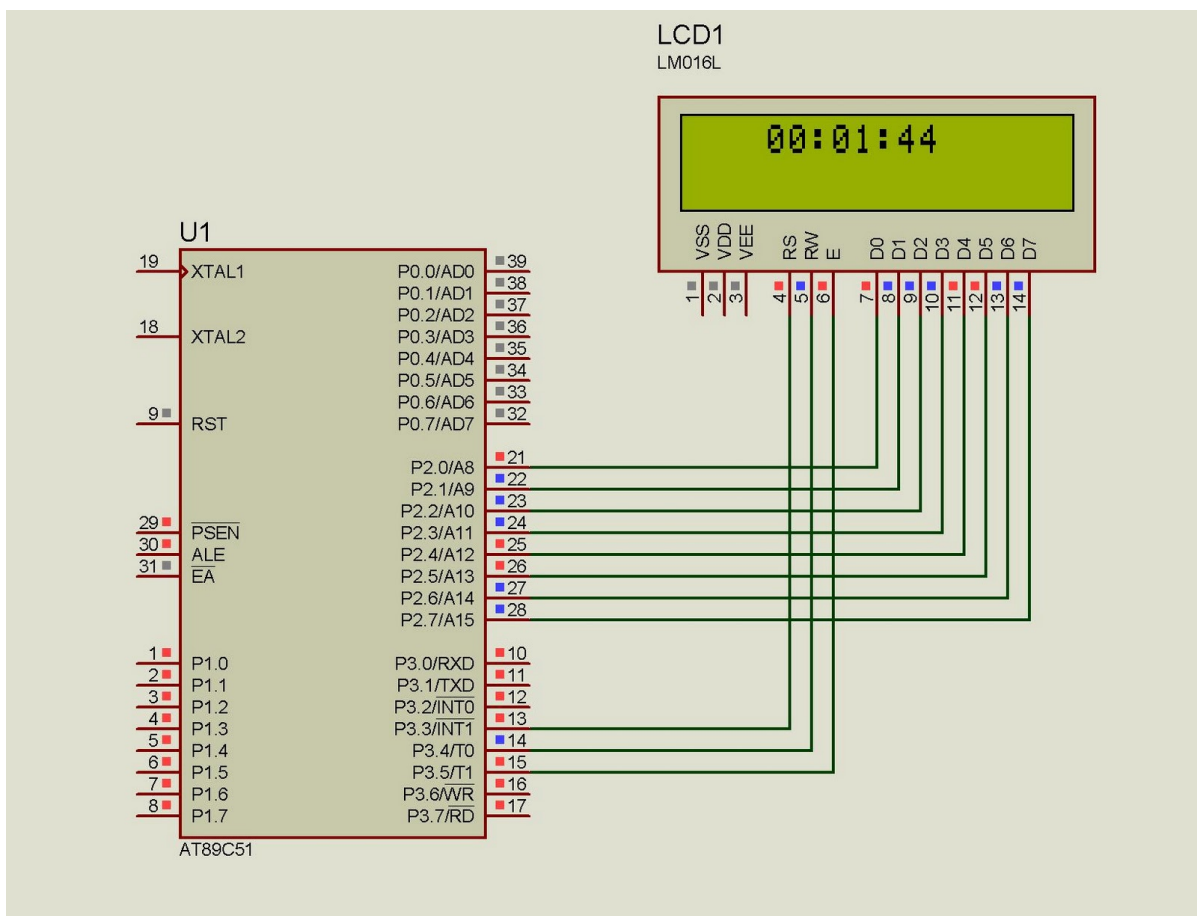 LCD1
LM016L
00:01:44
VSS
VDD
VEE
RS
RW
E
D0
D1
D2
D3
D4
D5
D6
D7
1
2
3
4
5
6
7
8
9
10
11
12
13
14
U1
19 XTAL1
18 XTAL2
9 RST
29 PSEN
30 ALE
31 EA
1 P1.0
2 P1.1
3 P1.2
4 P1.3
5 P1.4
6 P1.5
7 P1.6
8 P1.7
P0.0/AD0 39
P0.1/AD1 38
P0.2/AD2 37
P0.3/AD3 36
P0.4/AD4 35
P0.5/AD5 34
P0.6/AD6 33
P0.7/AD7 32
P2.0/A8 21
P2.1/A9 22
P2.2/A10 23
P2.3/A11 24
P2.4/A12 25
P2.5/A13 26
P2.6/A14 27
P2.7/A15 28
P3.0/RXD 10
P3.1/TXD 11
P3.2/INT0 12
P3.3/INT1 13
P3.4/T0 14
P3.5/T1 15
P3.6/WR 16
P3.7/RD 17
AT89C51